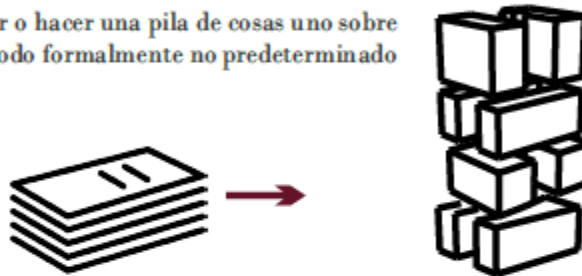 r o hacer una pila de cosas uno sobre
odo formalmente no predeterminado